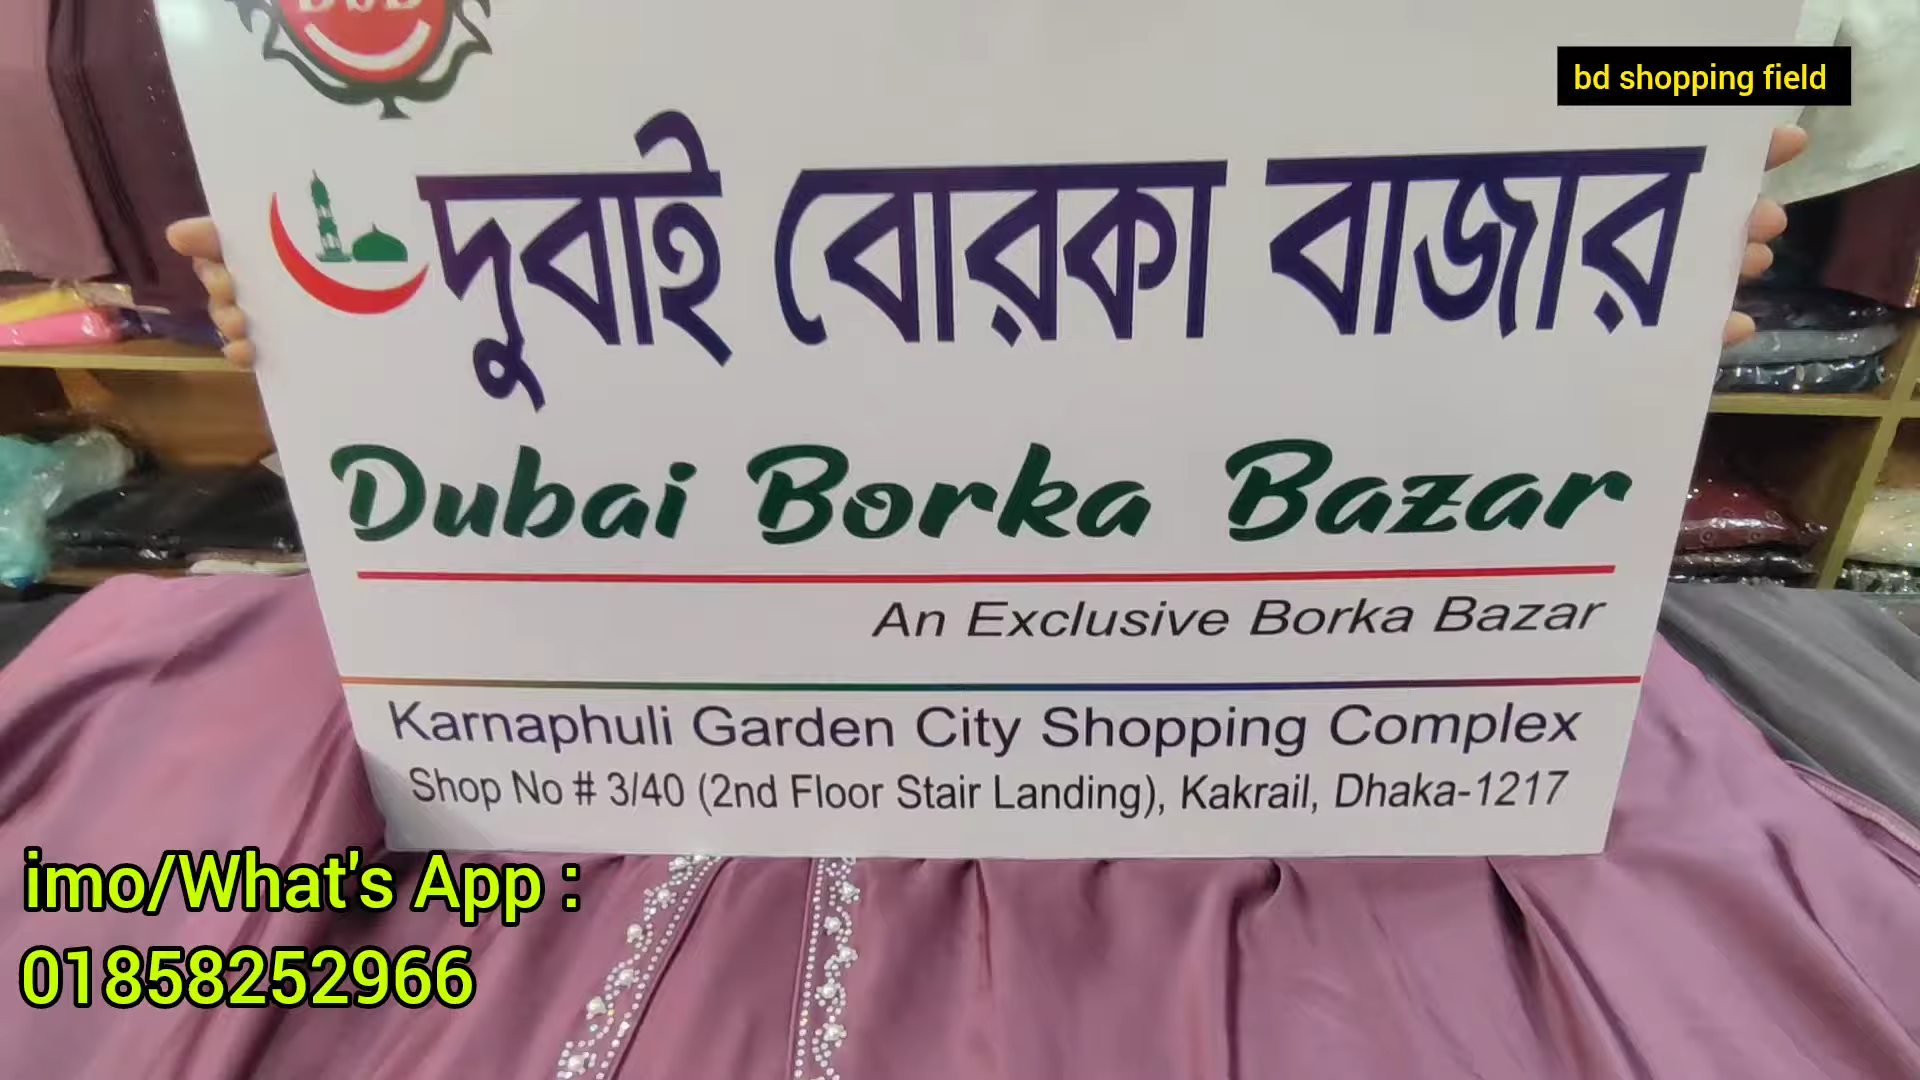 bd shopping field
দুবাই বোরকা বাজার
Dubai Borka Bazar
An Exclusive Borka Bazar
Karnaphuli Garden City Shopping Complex
Shop No # 3/40 (2nd Floor Stair Landing), Kakrail, Dhaka-1217
imo/What's App :
01858252966